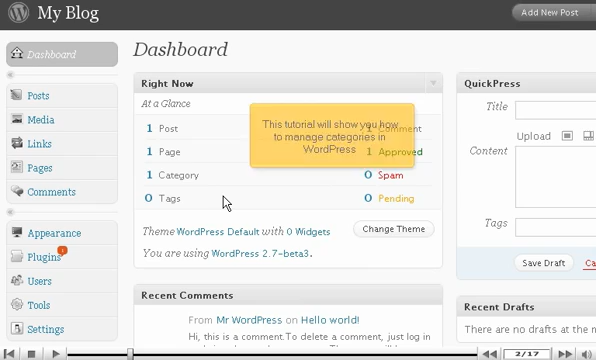 My Blog
Add New Post
Dashboard
Dashboard
Right Now
QuickPress
At a Glance
Title
This tutorial will show you how
to manage categories in
WordPress
1 Post
1 Comment
Upload
1 Page
1 Approved
Content
1 Category
0 Spam
0 Tags
0 Pending
Theme WordPress Default with 0 Widgets
Change Theme
Tags
You are using WordPress 2.7-beta3.
Save Draft
Posts
Media
Links
Pages
Comments
Appearance
Plugins 1
Users
Tools
Settings
Recent Comments
From Mr WordPress on Hello world!
Hi, this is a comment.To delete a comment, just log in
Recent Drafts
There are no drafts at the
2/17